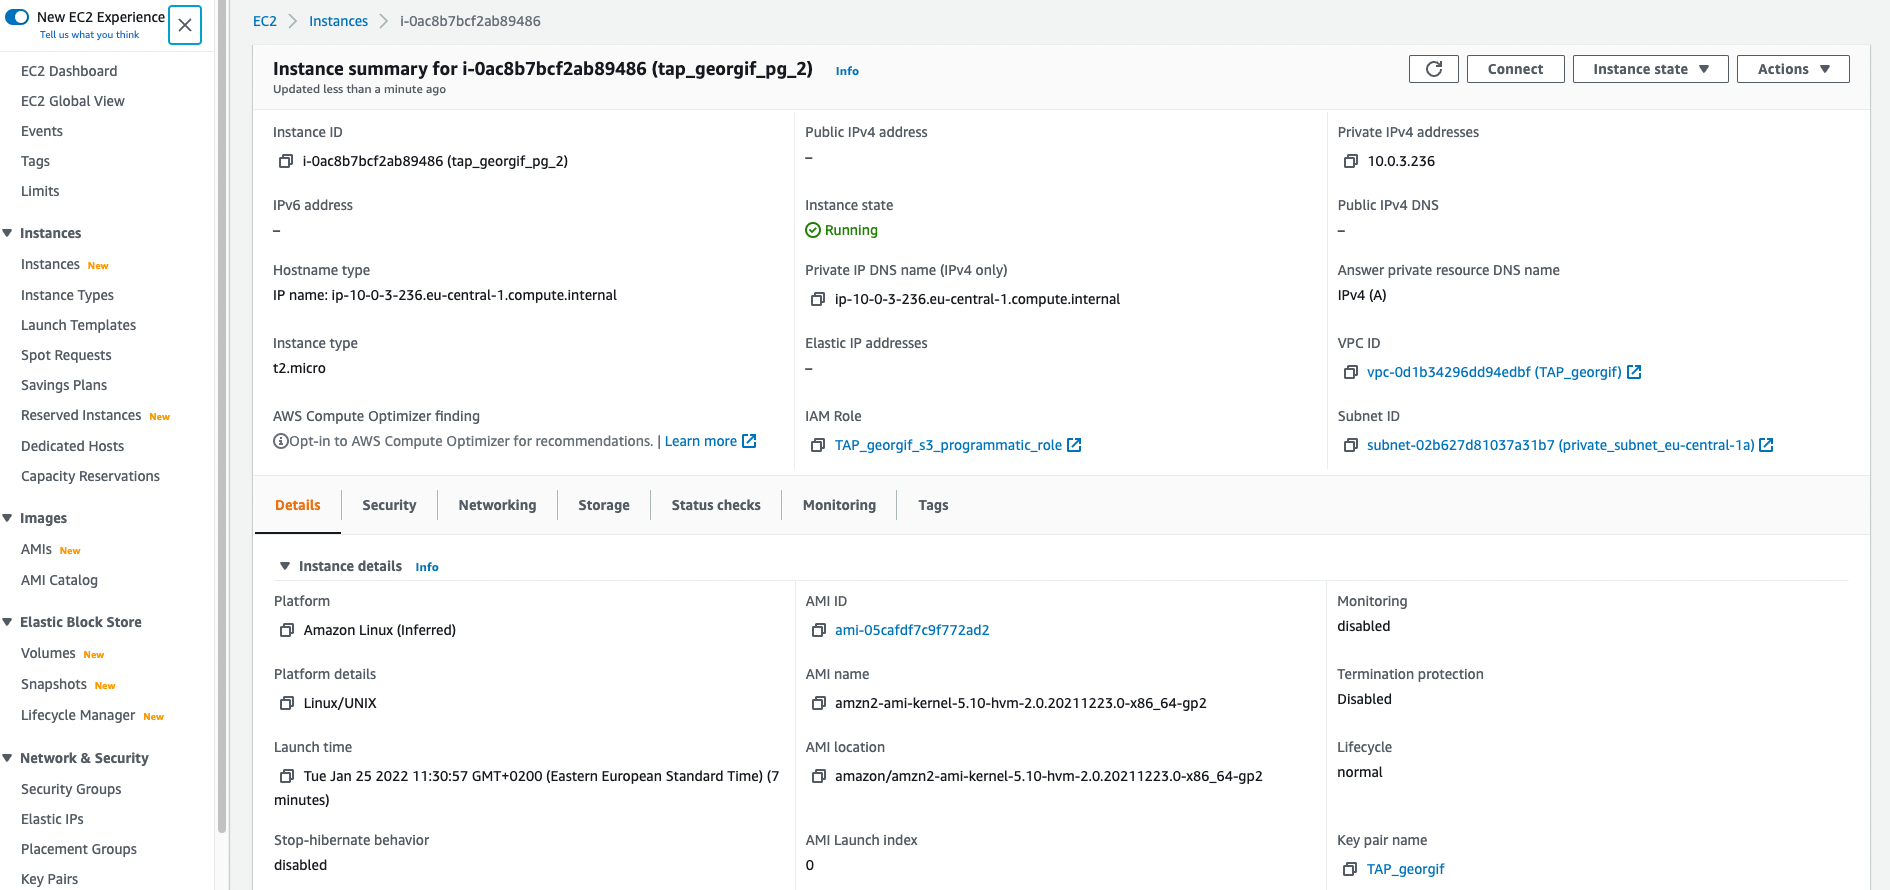 New EC2 Experience
Tell us what you think
EC2 Dashboard
EC2 Global View
Events
Tags
Limits
Instances
Instances New
Instance Types
Launch Templates
Spot Requests
Savings Plans
Reserved Instances New
Dedicated Hosts
Capacity Reservations
Images
AMIs New
AMI Catalog
Elastic Block Store
Volumes New
Snapshots New
Lifecycle Manager New
Network & Security
Security Groups
Elastic IPs
Placement Groups
Key Pairs
EC2 Instances i-0ac8b7bcf2ab89486
Instance summary for i-0ac8b7bcf2ab89486 (tap_georgif_pg_2) Info
Updated less than a minute ago
Connect
Instance state
Actions
Instance ID
i-0ac8b7bcf2ab89486 (tap_georgif_pg_2)
Public IPv4 address
–
Private IPv4 addresses
10.0.3.236
IPv6 address
–
Instance state
Running
Public IPv4 DNS
–
Hostname type
IP name: ip-10-0-3-236.eu-central-1.compute.internal
Private IP DNS name (IPv4 only)
ip-10-0-3-236.eu-central-1.compute.internal
Answer private resource DNS name
IPv4 (A)
Instance type
t2.micro
Elastic IP addresses
–
VPC ID
vpc-0d1b34296dd94edbf (TAP_georgif)
AWS Compute Optimizer finding
Opt-in to AWS Compute Optimizer for recommendations. | Learn more
IAM Role
TAP_georgif_s3_programmatic_role
Subnet ID
subnet-02b627d81037a31b7 (private_subnet_eu-central-1a)
Details
Security
Networking
Storage
Status checks
Monitoring
Tags
Instance details Info
Platform
Amazon Linux (Inferred)
AMI ID
ami-05cafdf7c9f772ad2
Monitoring
disabled
Platform details
Linux/UNIX
AMI name
amzn2-ami-kernel-5.10-hvm-2.0.20211223.0-x86_64-gp2
Termination protection
Disabled
Launch time
Tue Jan 25 2022 11:30:57 GMT+0200 (Eastern European Standard Time) (7
minutes)
AMI location
amazon/amzn2-ami-kernel-5.10-hvm-2.0.20211223.0-x86_64-gp2
Lifecycle
normal
Stop-hibernate behavior
disabled
AMI Launch index
0
Key pair name
TAP_georgif